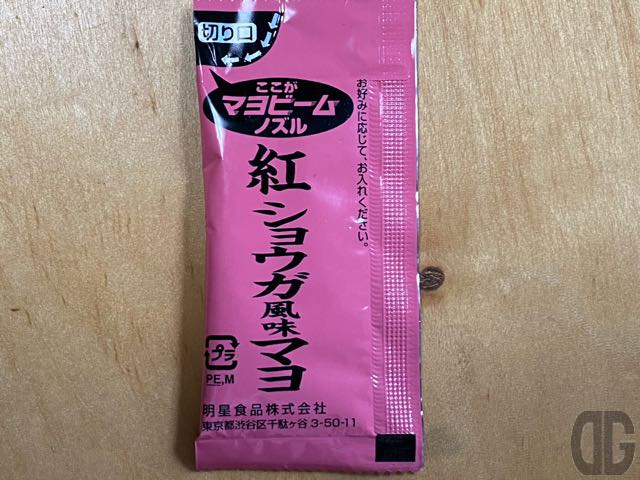 切り口
ここが
マヨビーム
ノズル
お好みに応じて、お入れください。
紅ショウガ風味マヨ
プラ
PE,M
明星食品株式会社
東京都渋谷区千駄ヶ谷 3-50-11
DG